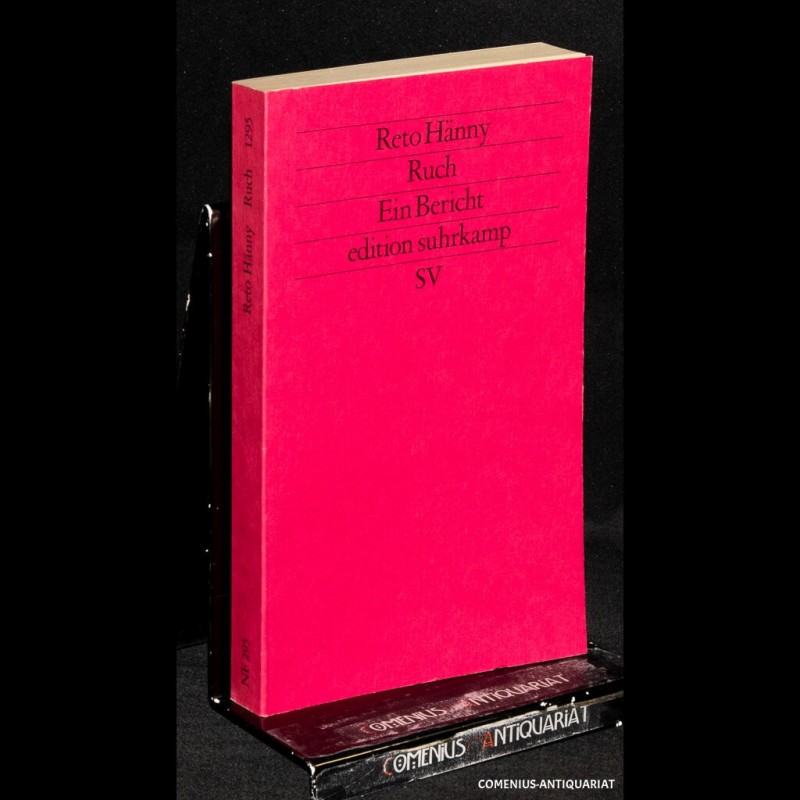 Reto Hänny
Ruch
Ein Bericht
edition suhrkamp
SV
Reto Hänny Ruch 1295
NF 295
COMENIUS ANTIQUARIAT
COMENIUS ANTIQUARIAT
COMENIUS-ANTIQUARIAT